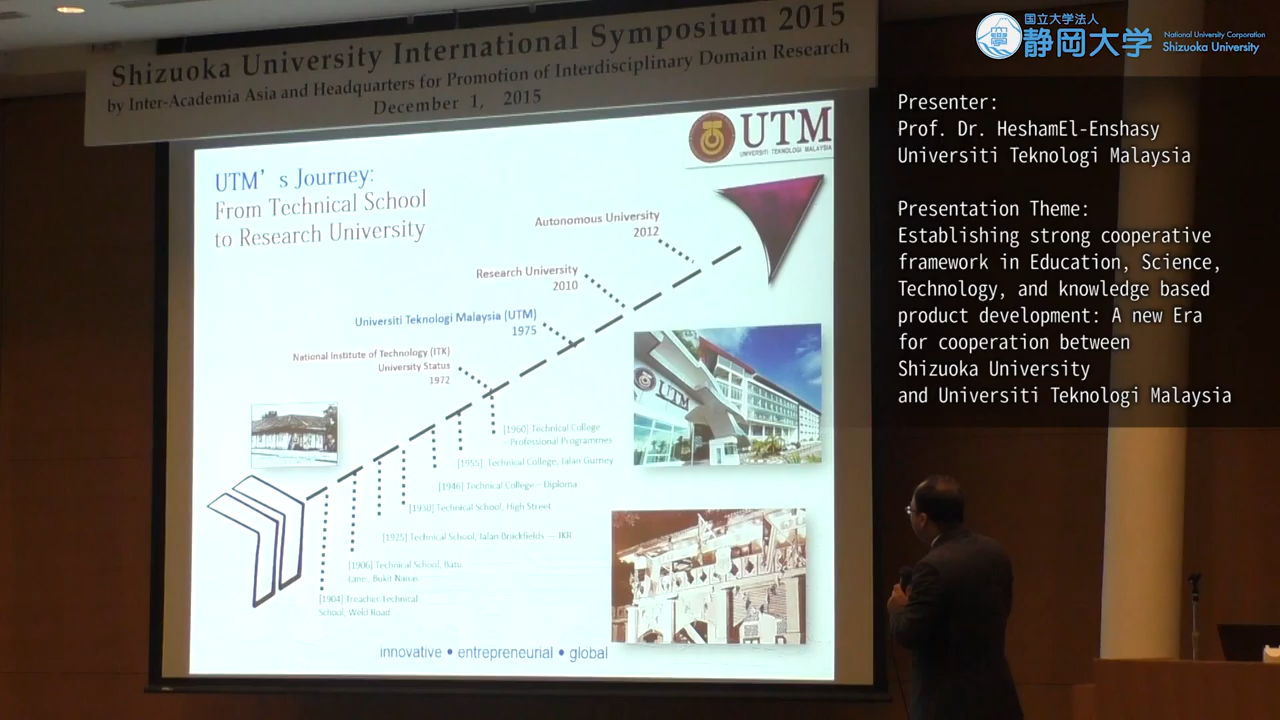 Shizuoka University International Symposium 2015
by Inter-Academia Asia and Headquarters for Promotion of Interdisciplinary Domain Research
December 1, 2015
国立大学法人
静岡大学
National University Corporation
Shizuoka University
Presenter:
Prof. Dr. HeshamEl-Enshasy
Universiti Teknologi Malaysia
Presentation Theme:
Establishing strong cooperative
framework in Education, Science,
Technology, and knowledge based
product development: A new Era
for cooperation between
Shizuoka University
and Universiti Teknologi Malaysia
UTM
UNIVERSITI TEKNOLOGI MALAYSIA
UTM's Journey:
From Technical School
to Research University
Autonomous University
2012
Research University
2010
Universiti Teknologi Malaysia (UTM)
1975
National Institute of Technology (ITK)
University Status
1972
[1960] Technical College
- Professional Programmes
[1955] Technical College, Jalan Gurney
[1946] Technical College – Diploma
[1930] Technical School, High Street
[1925] Technical School, Jalan Brickfields — JKR
[1906] Technical School, Batu
Lane, Bukit Nanas
[1904] Treacher Technical
School, Weld Road
UTM
innovative • entrepreneurial • global